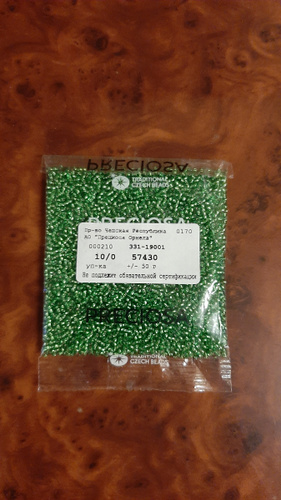 PRECIOSA
TRADITIONAL
CZECH BEADS
PRECIOSA
Пр-во Чешская Республика 0170
АО "Прециоза Орнела"
000210 331-19001
10/0 57430
уп-ка +/- 50 г
Не подлежит обязательной сертификации
PRECIOSA
TRADITIONAL
CZECH BEADS